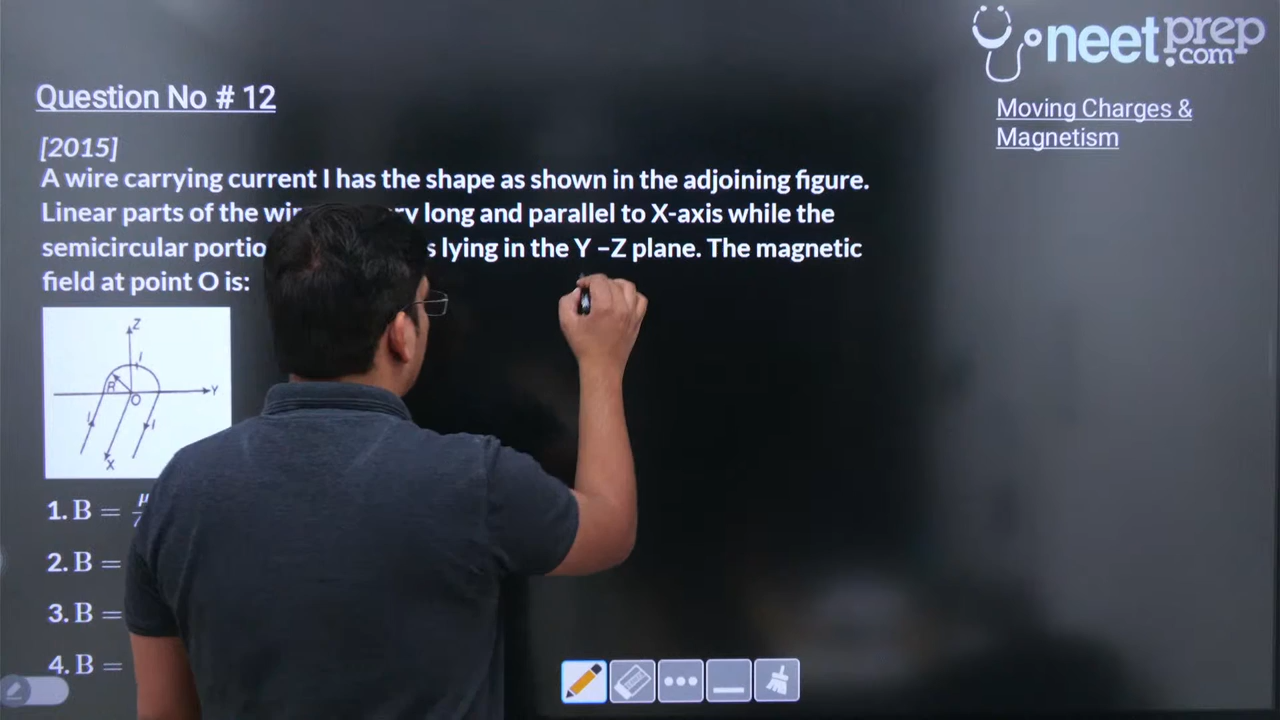 neetprep
.com
Question No # 12
Moving Charges &
Magnetism
[2015]
A wire carrying current I has the shape as shown in the adjoining figure.
Linear parts of the long and parallel to X-axis while the
semicircular lying in the Y –Z plane. The magnetic
field at point O is:
Z
I
R
Y
O
I
I
X
1. B = μ
2. B =
3. B =
4. B =